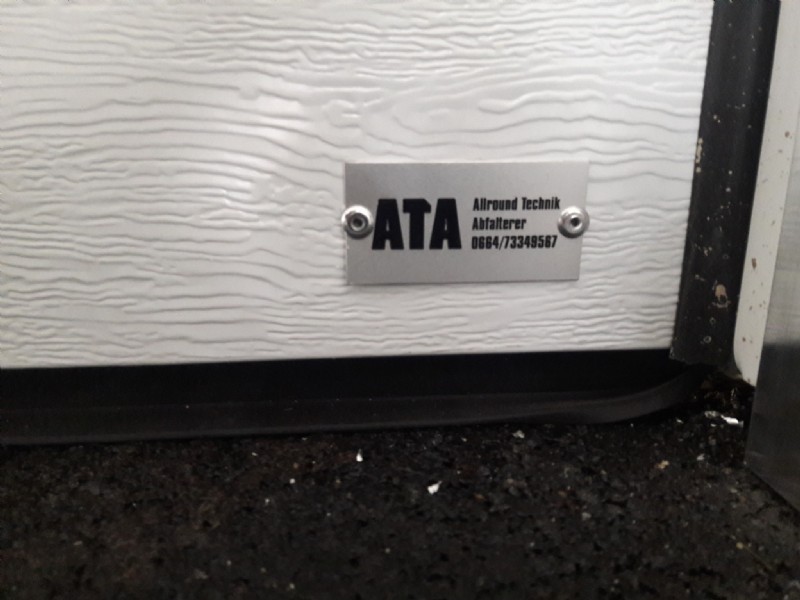 ATA
Allround Technik
Abfalterer
0664/73349567